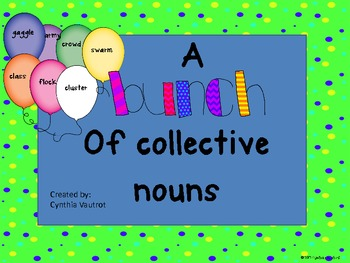 gaggle
army
crowd
swarm
class
flock
cluster
A
bunch
Of collective
nouns
Created by:
Cynthia Vautrot